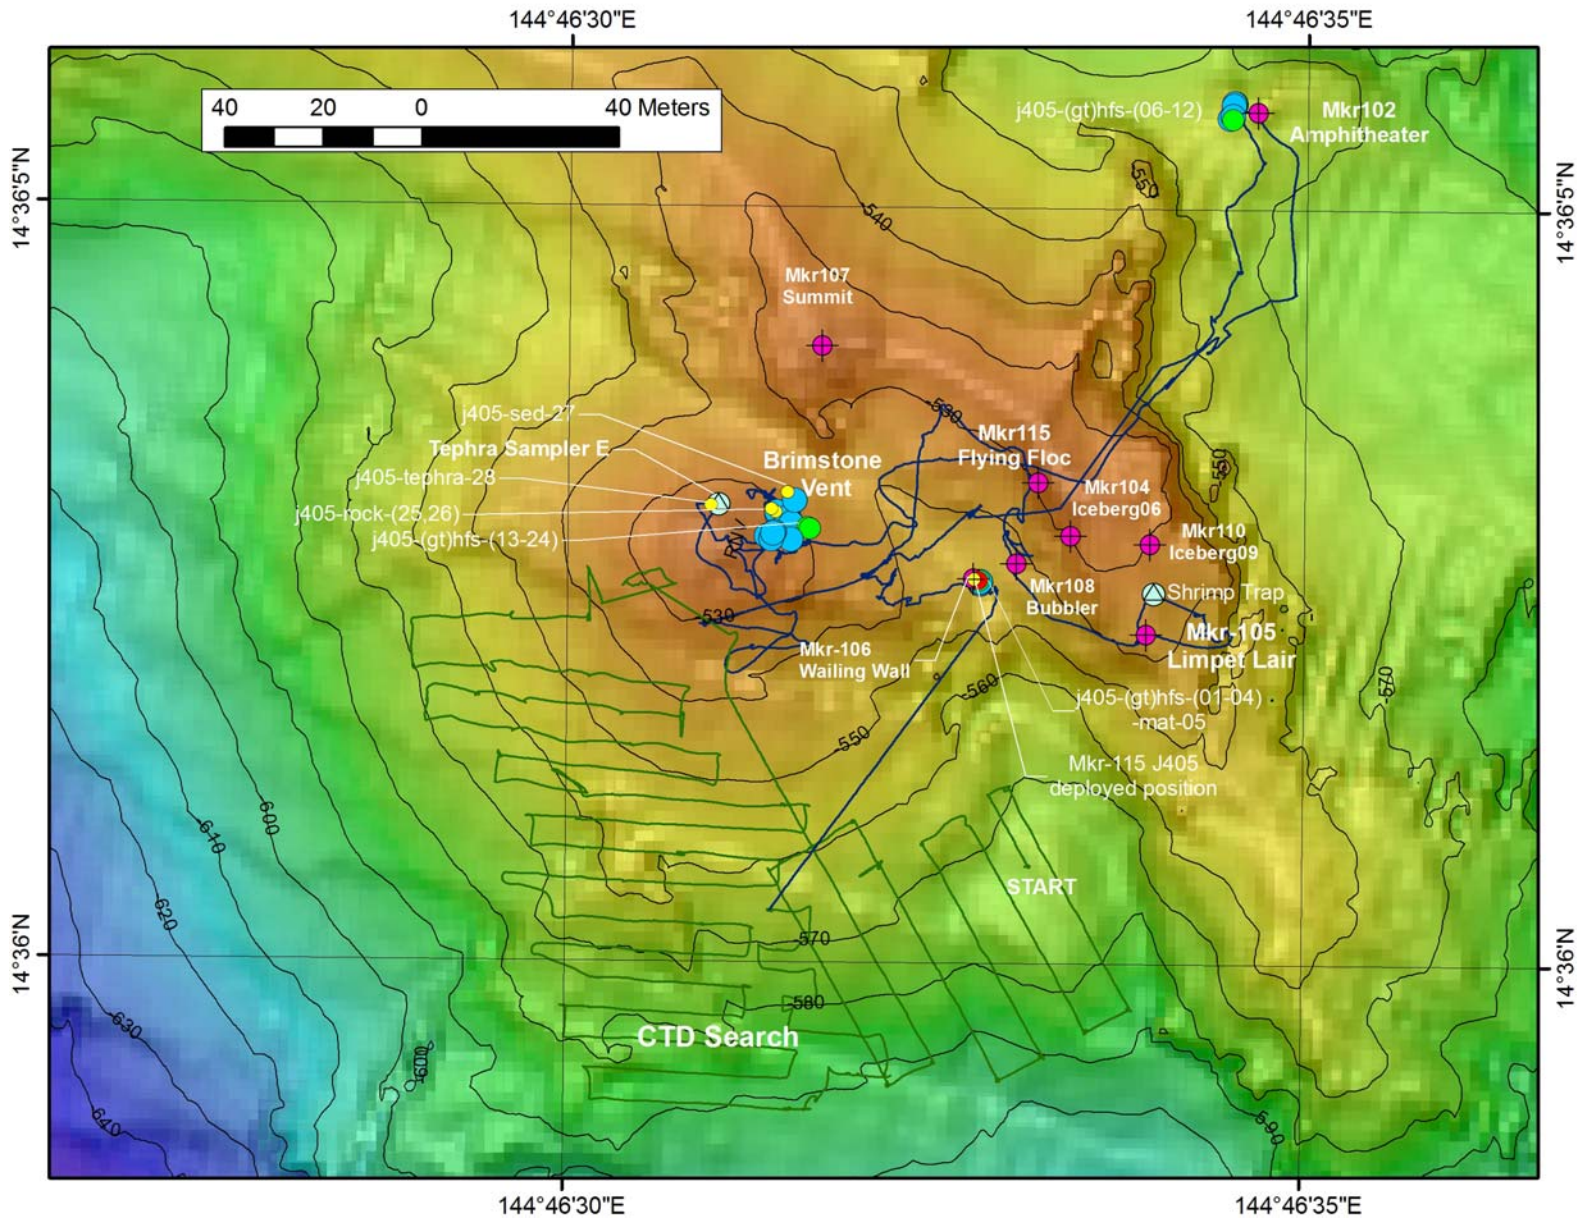 144°46'30"E
144°46'35"E
40 20 0 40 Meters
j405-(gt)hfs-(06-12)
Mkr102
Amphitheater
14°36'5"N
14°36'5"N
-550
-540
Mkr107
Summit
j405-sed-27
-530
Tephra Sampler E
Mkr115
Flying Floc
Brimstone
Vent
-550
j405-tephra-28
Mkr104
Iceberg06
j405-rock-(25,26)
Mkr110
Iceberg09
j405-(gt)hfs-(13-24)
Shrimp Trap
Mkr108
Bubbler
-530
Mkr-105
Limpet Lair
Mkr-106
Wailing Wall
-560
-570
j405-(gt)hfs-(01-04)
-mat-05
-550
Mkr-115 J405
deployed position
-600
-610
START
-620
14°36'N
14°36'N
-570
-580
-630
CTD Search
-600
-590
-640
144°46'30"E
144°46'35"E